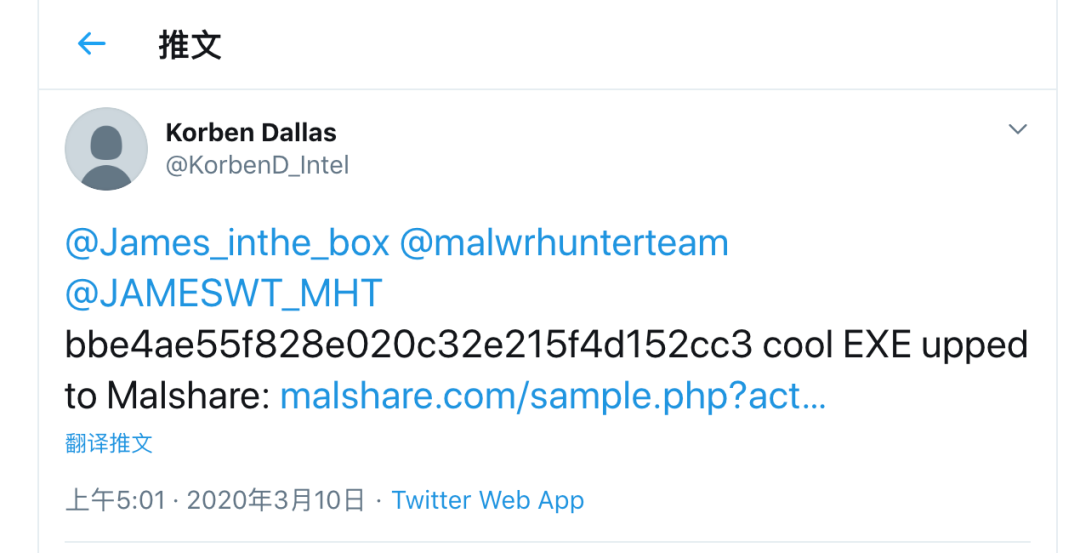 推文
Korben Dallas
@KorbenD_Intel
@James_inthe_box @malwrhunterteam
@JAMESWT_MHT
bbe4ae55f828e020c32e215f4d152cc3 cool EXE upped
to Malshare: malshare.com/sample.php?act...
翻译推文
上午5:01 · 2020年3月10日 · Twitter Web App